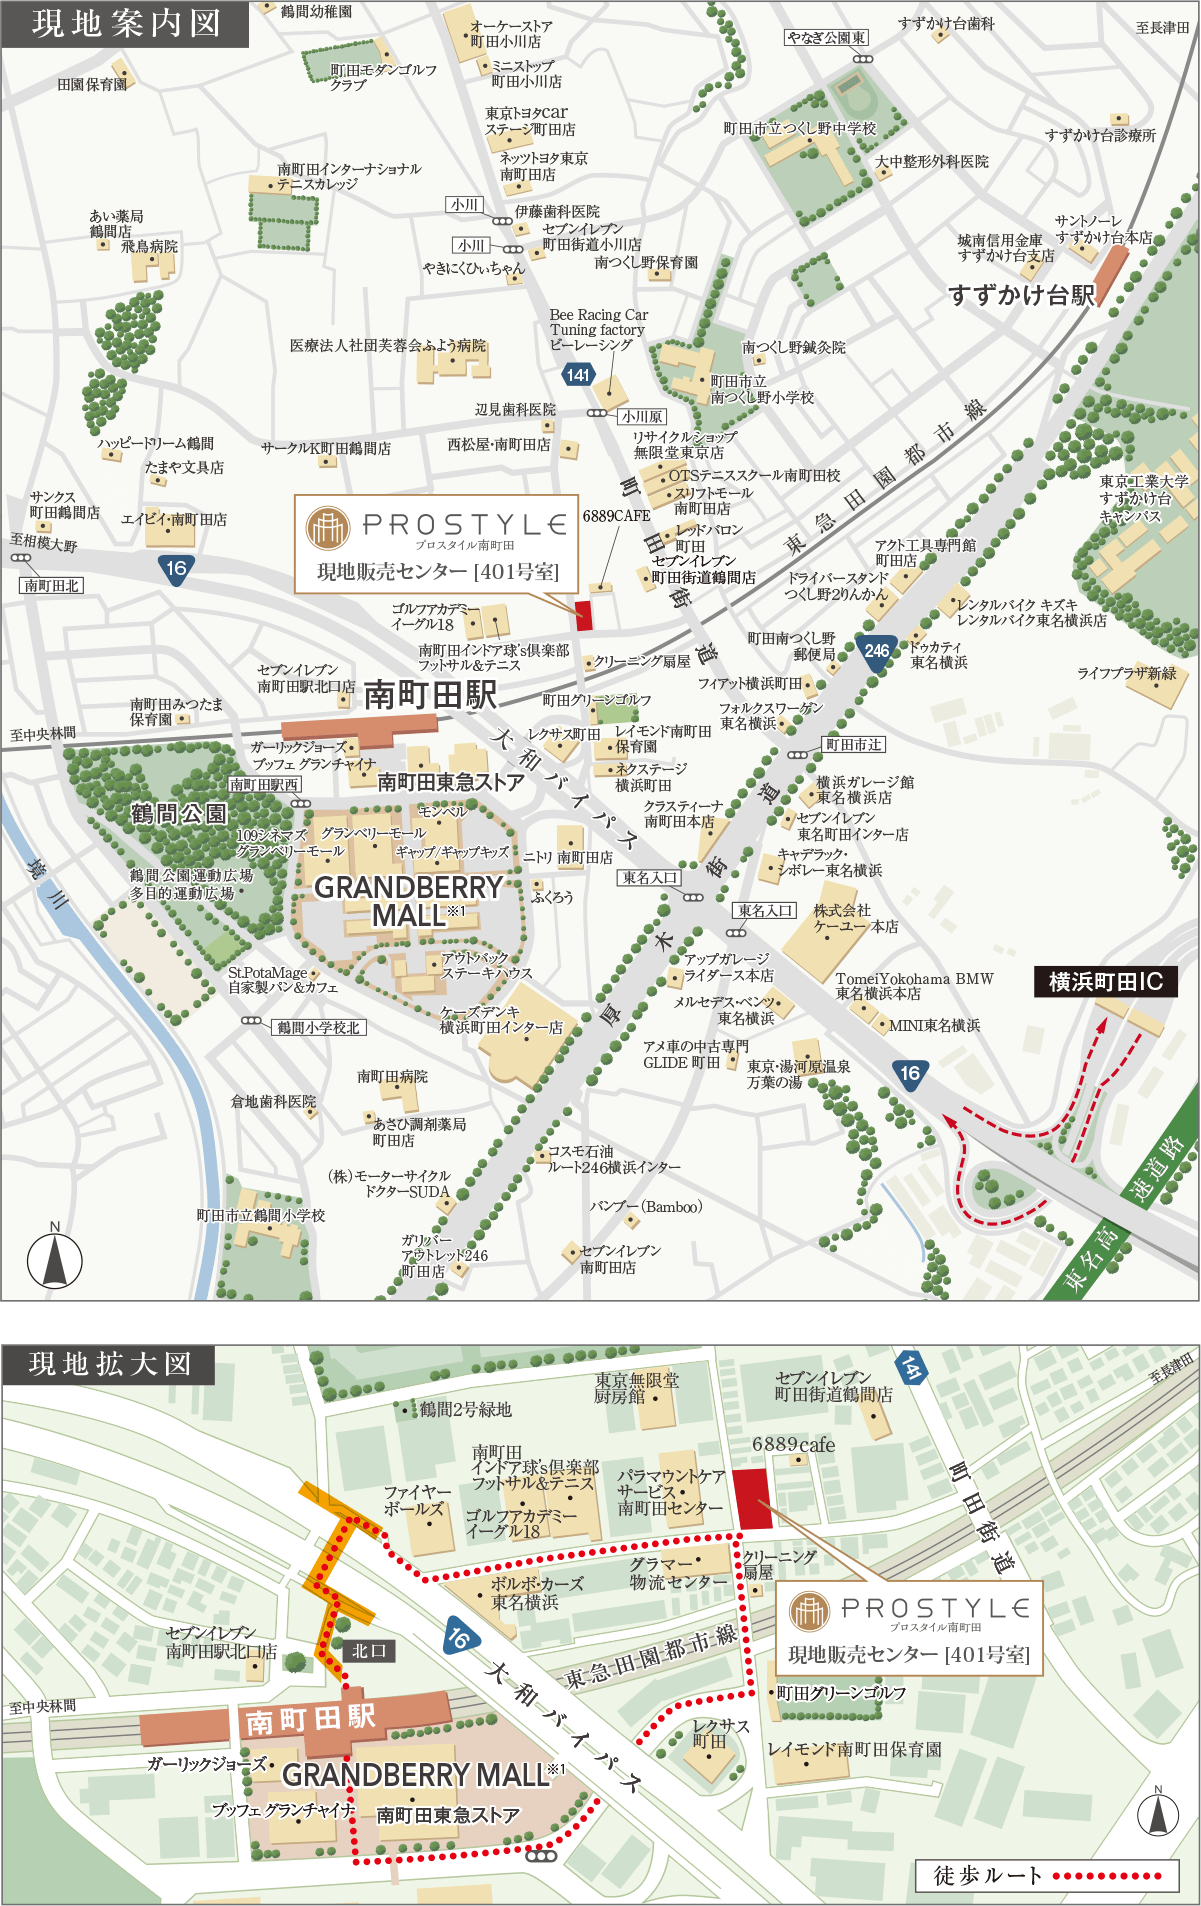 現地案内図
鶴間幼稚園
オーケーストア
町田小川店
ミニストップ
町田小川店
町田モダンゴルフ
クラブ
田園保育園
やなぎ公園東
すずかけ台歯科
至長津田
東京トヨタcar
ステージ町田店
ネッツトヨタ東京
南町田店
町田市立つくし野中学校
大中整形外科医院
すずかけ台診療所
南町田インターナショナル
テニスカレッジ
小川
伊藤歯科医院
セブンイレブン
町田街道小川店
小川
南つくし野保育園
やきにくひぃちゃん
あい薬局
鶴間店
飛鳥病院
サントノーレ
すずかけ台本店
城南信用金庫
すずかけ台支店
すずかけ台駅
Bee Racing Car
Tuning factory
ビーレーシング
医療法人社団芙蓉会ふよう病院
141
南つくし野鍼灸院
町田市立
南つくし野小学校
辺見歯科医院
小川原
西松屋・南町田店
リサイクルショップ
無限堂東京店
OTSテニススクール南町田校
スリフトモール
南町田店
ハッピードリーム鶴間
たまや文具店
サークルK町田鶴間店
サンクス
町田鶴間店
エイビイ・南町田店
至相模大野
16
南町田北
PROSTYLE
プロスタイル南町田
現地販売センター [401号室]
6889CAFE
レッドバロン
町田
セブンイレブン
町田街道鶴間店
町田街道
東急田園都市線
東京工業大学
すずかけ台
キャンパス
アクト工具専門館
町田店
ドライバースタンド
つくし野2りんかん
レンタルバイク キズキ
レンタルバイク東名横浜店
ドゥカティ
東名横浜
246
町田南つくし野
郵便局
ライフプラザ新緑
ゴルフアカデミー
イーグル18
南町田インドア球's倶楽部
フットサル&テニス
クリーニング扇屋
セブンイレブン
南町田駅北口店
南町田駅
町田グリーンゴルフ
フィアット横浜町田
フォルクスワーゲン
東名横浜
南町田みつたま
保育園
至中央林間
ガーリックジョーズ
ブッフェ グランチャイナ
南町田駅西
南町田東急ストア
大和バイパス
レクサス町田
レイモンド南町田
保育園
ネクステージ
横浜町田
町田市辻
横浜ガレージ館
東名横浜店
セブンイレブン
東名町田インター店
クラスティーナ
南町田本店
鶴間公園
109シネマズ
グランベリーモール
グランベリーモール
モンベル
ギャップ/ギャップキッズ
ニトリ 南町田店
ふくろう
GRANDBERRY
MALL※1
鶴間公園運動広場
多目的運動広場
境川
キャデラック・
シボレー東名横浜
東名入口
東名入口
株式会社
ケーユー 本店
厚木街道
アウトバック
ステーキハウス
St.PotaMage
自家製パン&カフェ
アップガレージ
ライダース本店
TomeiYokohama BMW
東名横浜本店
横浜町田IC
メルセデス・ベンツ
東名横浜
MINI東名横浜
ケーズデンキ
横浜町田インター店
鶴間小学校北
アメ車の中古専門
GLIDE 町田
東京・湯河原温泉
万葉の湯
16
南町田病院
倉地歯科医院
あさひ調剤薬局
町田店
コスモ石油
ルート246横浜インター
(株)モーターサイクル
ドクターSUDA
バンブー(Bamboo)
町田市立鶴間小学校
ガリバー
アウトレット246
町田店
セブンイレブン
南町田店
東名高速道路
N
現地拡大図
東京無限堂
厨房館
セブンイレブン
町田街道鶴間店
141
至長津田
鶴間2号緑地
6889cafe
南町田
インドア球's倶楽部
フットサル&テニス
ファイヤー
ボールズ
ゴルフアカデミー
イーグル18
パラマウントケア
サービス
南町田センター
町田街道
グラマー
物流センター
クリーニング
扇屋
ボルボ・カーズ
東名横浜
PROSTYLE
プロスタイル南町田
現地販売センター [401号室]
セブンイレブン
南町田駅北口店
北口
16
大和バイパス
東急田園都市線
至中央林間
南町田駅
町田グリーンゴルフ
レクサス
町田
レイモンド南町田保育園
ガーリックジョーズ
GRANDBERRY MALL※1
ブッフェ グランチャイナ
南町田東急ストア
N
徒歩ルート